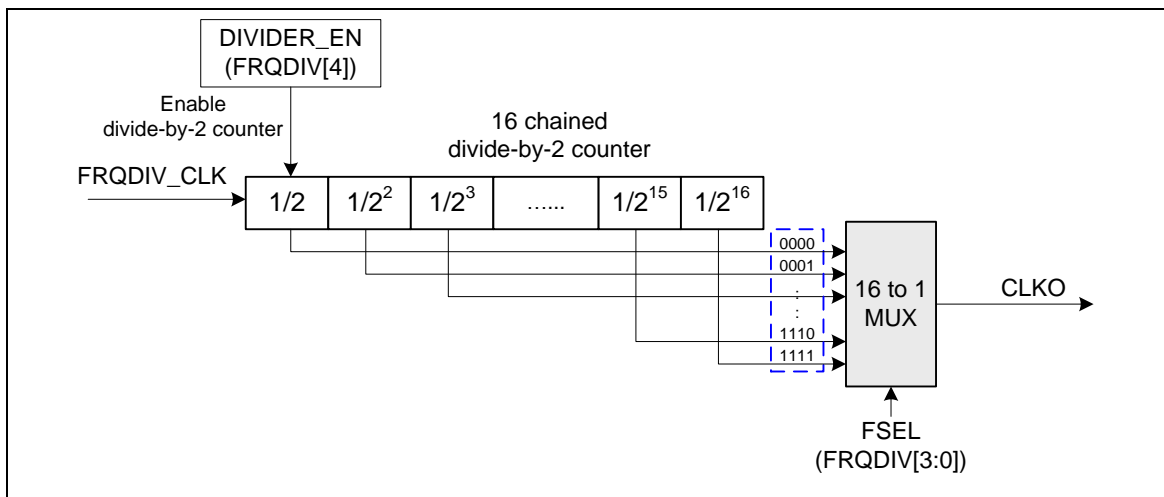 DIVIDER_EN
(FRQDIV[4])
Enable
divide-by-2 counter
16 chained
divide-by-2 counter
FRQDIV_CLK
1/2 1/2² 1/2³ …... 1/2¹⁵ 1/2¹⁶
0000
0001
:
:
1110
1111
16 to 1
MUX
CLKO
FSEL
(FRQDIV[3:0])